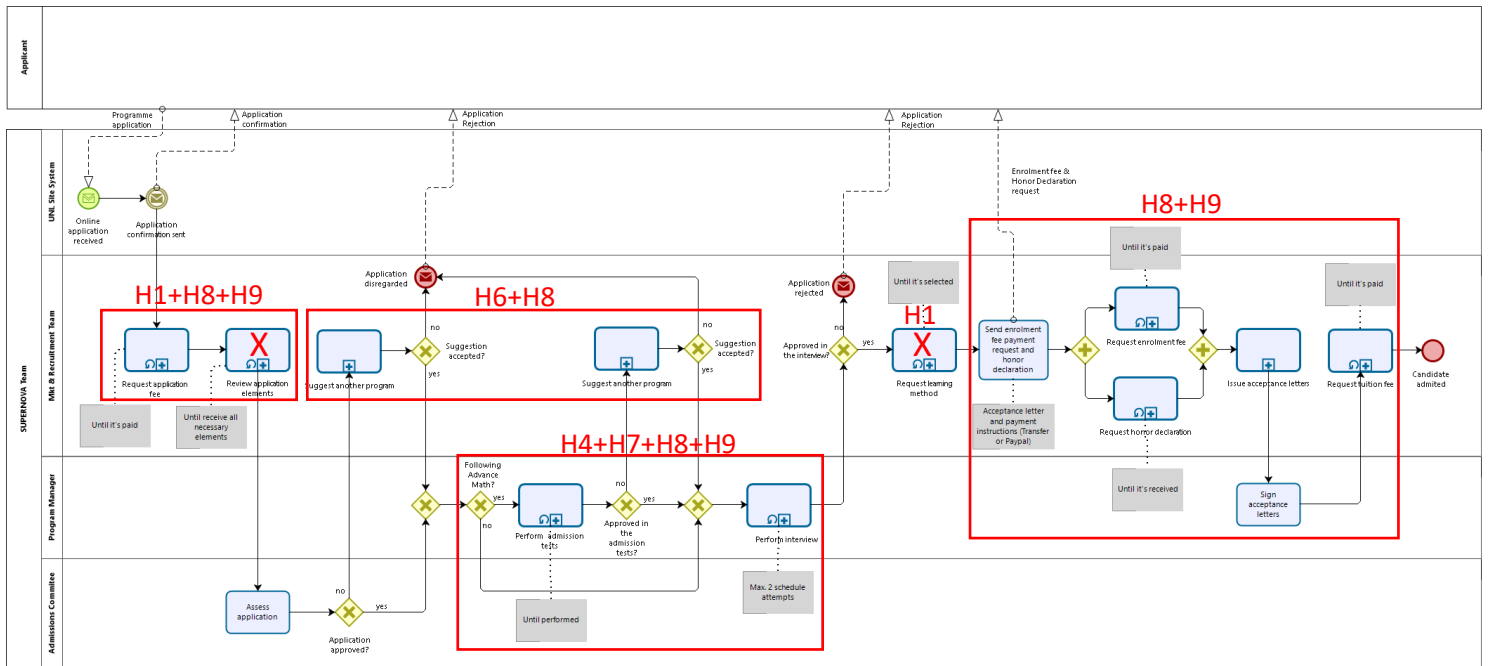 Applicant
Programme
application
Application
confirmation
Application
Rejection
Application
Rejection
SUPERNOVA Team
UNL Site System
Online
application
received
Application
confirmation sent
Enrolment fee &
Honor Declaration
request
H8+H9
Until it's paid
Mkt & Recruitment Team
H1+H8+H9
Request application
fee
X
Review application
elements
Until it's paid
Until receive all
necessary
elements
Application
disregarded
H6+H8
Suggest another program
no
Suggestion
accepted?
yes
Suggest another program
no
Suggestion
accepted?
yes
Application
rejected
no
Approved in
the interview?
yes
Until it's selected
H1
X
Request learning
method
Send enrolment
fee payment
request and
honor
declaration
Acceptance letter
and payment
instructions (Transfer
or Paypal)
Request enrolment fee
Request honor declaration
Issue acceptance letters
Until it's paid
Request tuition fee
Candidate
admited
Program Manager
H4+H7+H8+H9
Following
Advance
Math?
yes
no
Perform admission
tests
no
yes
Approved in
the
admission
tests?
Perform interview
Until it's received
Sign
acceptance
letters
Admissions Commitee
Assess
application
no
yes
Application
approved?
Until performed
Max. 2 schedule
attempts